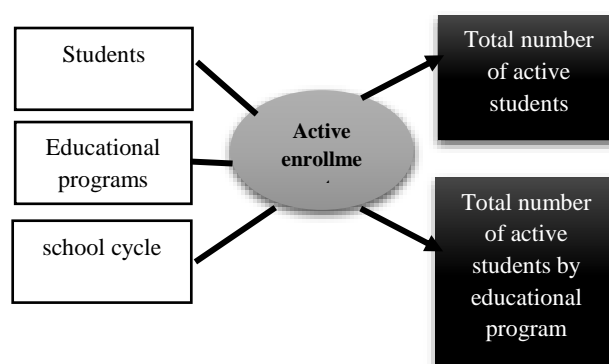 Students
Educational
programs
school cycle
Active
enrollme
Total number
of active
students
Total number
of active
students by
educational
program